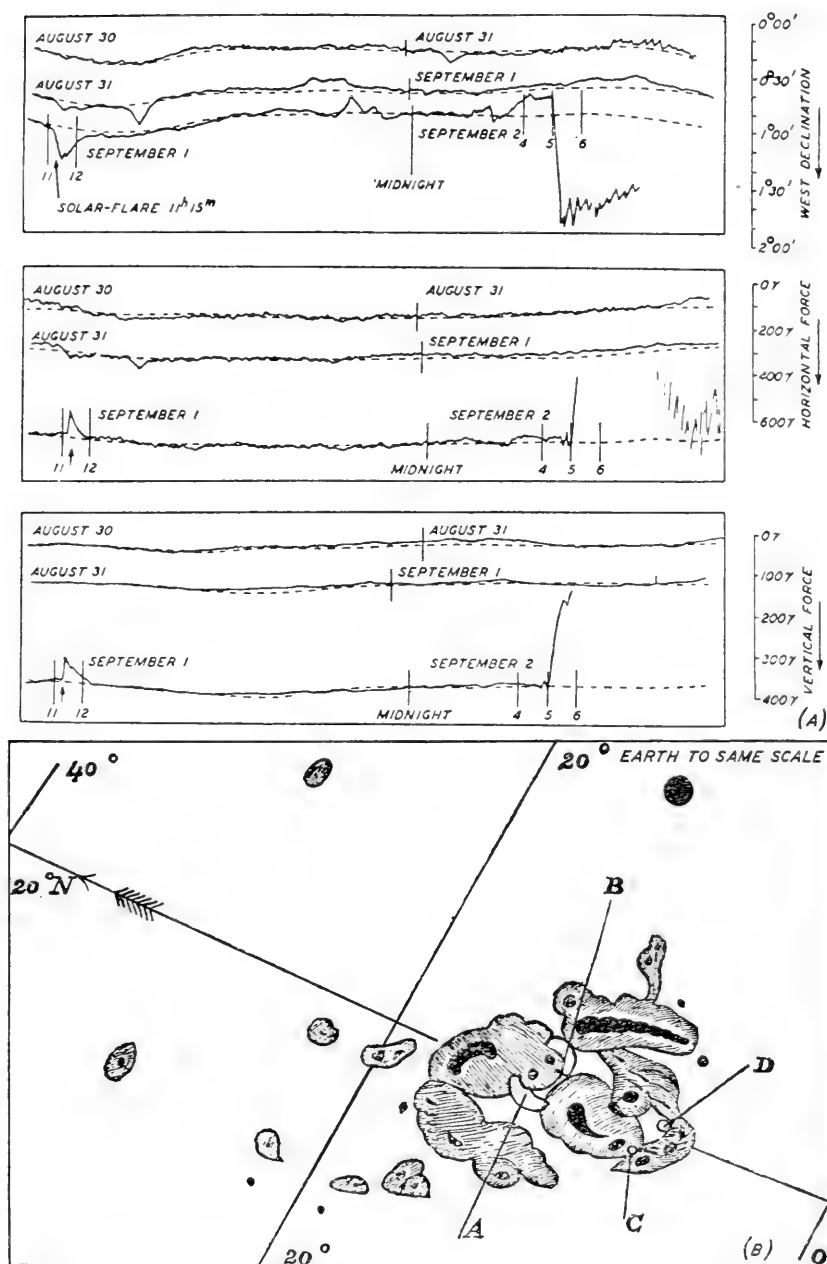 AUGUST 30
AUGUST 31
0°00'
AUGUST 31
SEPTEMBER 1
0°30'
SEPTEMBER 1
SEPTEMBER 2
4 5 6
1°00'
11 12
MIDNIGHT
1°30'
SOLAR-FLARE 11h 15m
2°00'
WEST DECLINATION
AUGUST 30
AUGUST 31
0γ
AUGUST 31
SEPTEMBER 1
200γ
400γ
SEPTEMBER 1
SEPTEMBER 2
600γ
11 12
MIDNIGHT
4 5 6
HORIZONTAL FORCE
AUGUST 30
AUGUST 31
0γ
AUGUST 31
SEPTEMBER 1
100γ
200γ
SEPTEMBER 1
SEPTEMBER 2
300γ
11 12
MIDNIGHT
4 5 6
400γ
VERTICAL FORCE
(A)
40°
20°
EARTH TO SAME SCALE
20°N
B
D
A
C
20°
(B)
0